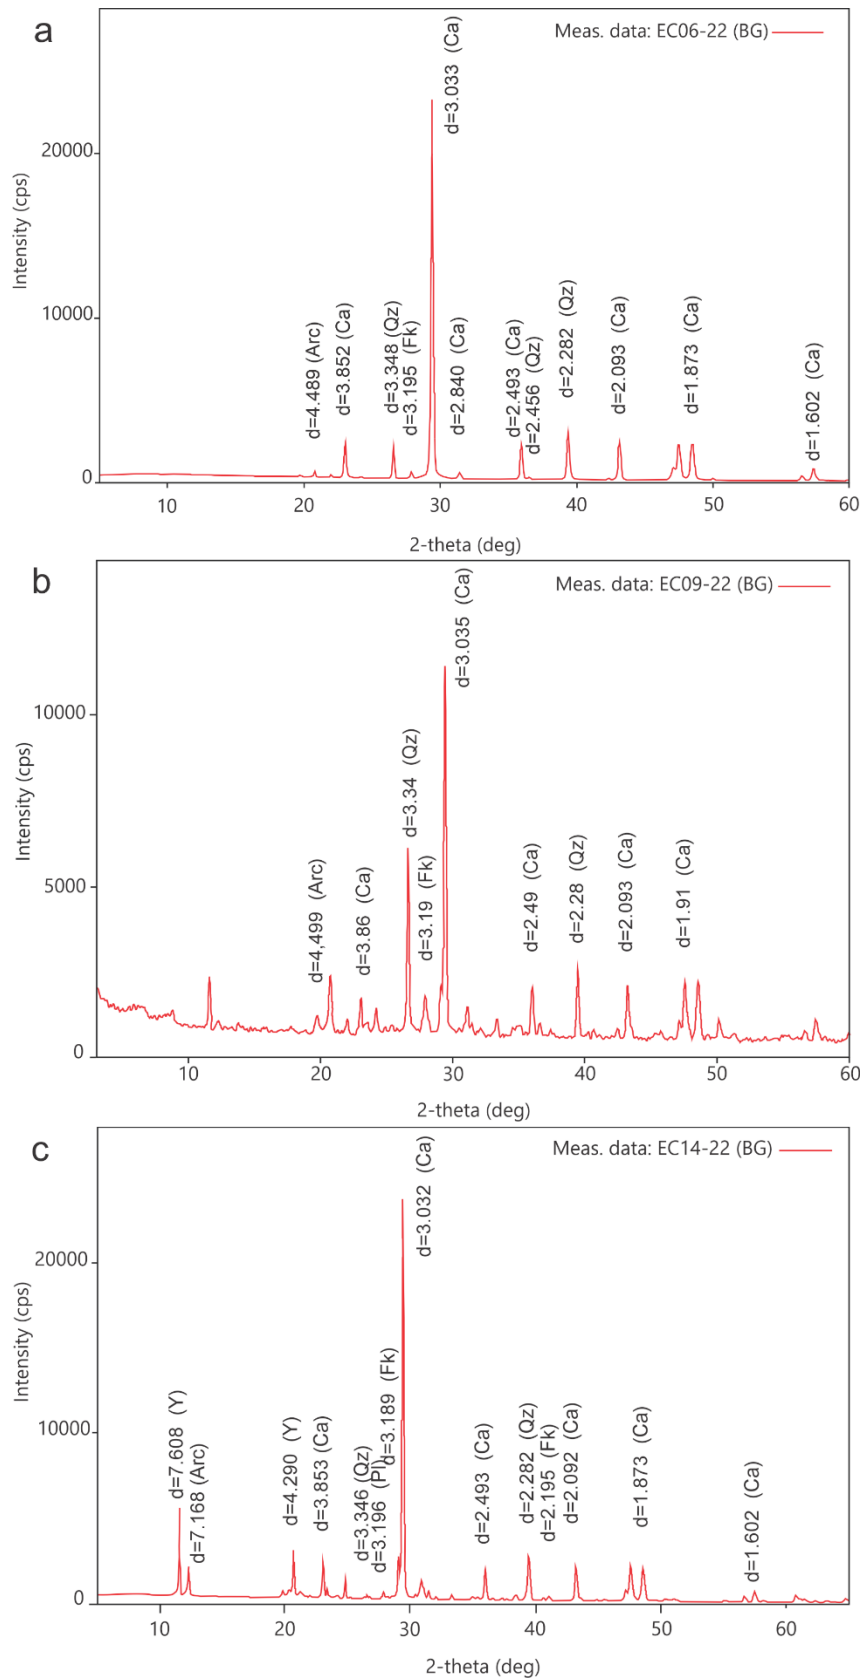 a
Meas. data: EC06-22 (BG)
d=3.033 (Ca)
Intensity (cps)
20000
10000
0
d=4.489 (Arc)
d=3.852 (Ca)
d=3.348 (Qz)
d=3.195 (Fk)
d=2.840 (Ca)
d=2.493 (Ca)
d=2.456 (Qz)
d=2.282 (Qz)
d=2.093 (Ca)
d=1.873 (Ca)
d=1.602 (Ca)
10 20 30 40 50 60
2-theta (deg)
b
Meas. data: EC09-22 (BG)
d=3.035 (Ca)
Intensity (cps)
10000
5000
0
d=4,499 (Arc)
d=3.86 (Ca)
d=3.34 (Qz)
d=3.19 (Fk)
d=2.49 (Ca)
d=2.28 (Qz)
d=2.093 (Ca)
d=1.91 (Ca)
10 20 30 40 50 60
2-theta (deg)
c
Meas. data: EC14-22 (BG)
d=3.032 (Ca)
Intensity (cps)
20000
10000
0
d=7.608 (Y)
d=7.168 (Arc)
d=4.290 (Y)
d=3.853 (Ca)
d=3.346 (Qz)
d=3.196 (Pl)
d=3.189 (Fk)
d=2.493 (Ca)
d=2.282 (Qz)
d=2.195 (Fk)
d=2.092 (Ca)
d=1.873 (Ca)
d=1.602 (Ca)
10 20 30 40 50 60
2-theta (deg)